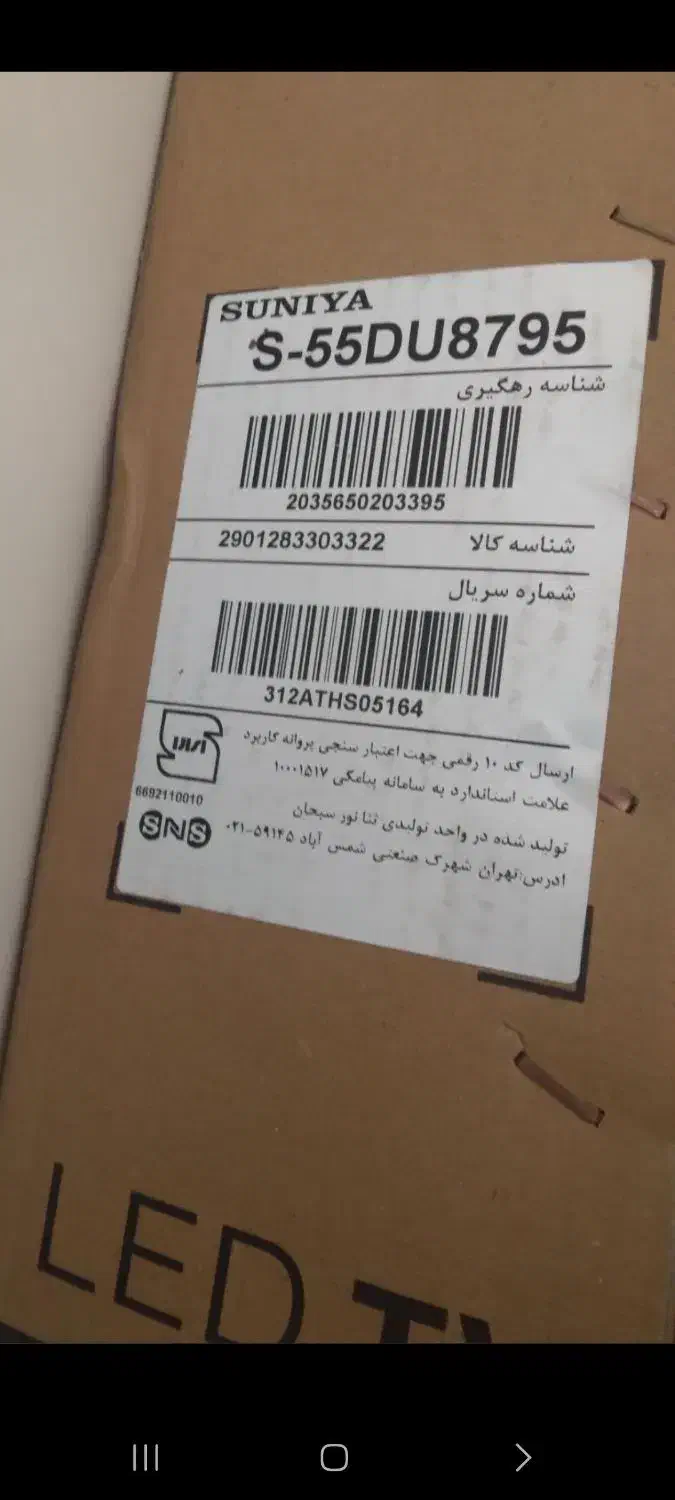 SUNIYA
S-55DU8795
شناسه رهگیری
2035650203395
شناسه کالا 2901283303322
شماره سریال
312ATHS05164
ارسال کد ۱۰ رقمی جهت اعتبار سنجی پروانه کاربرد
علامت استاندارد به سامانه پیامکی ۱۰۰۰۱۵۱۷
6692110010
تولید شده در واحد تولیدی ثنا نور سبحان
SNS
ادرس:تهران شهرک صنعتی شمس آباد ۵۹۱۴۵-۰۲۱
LED TV